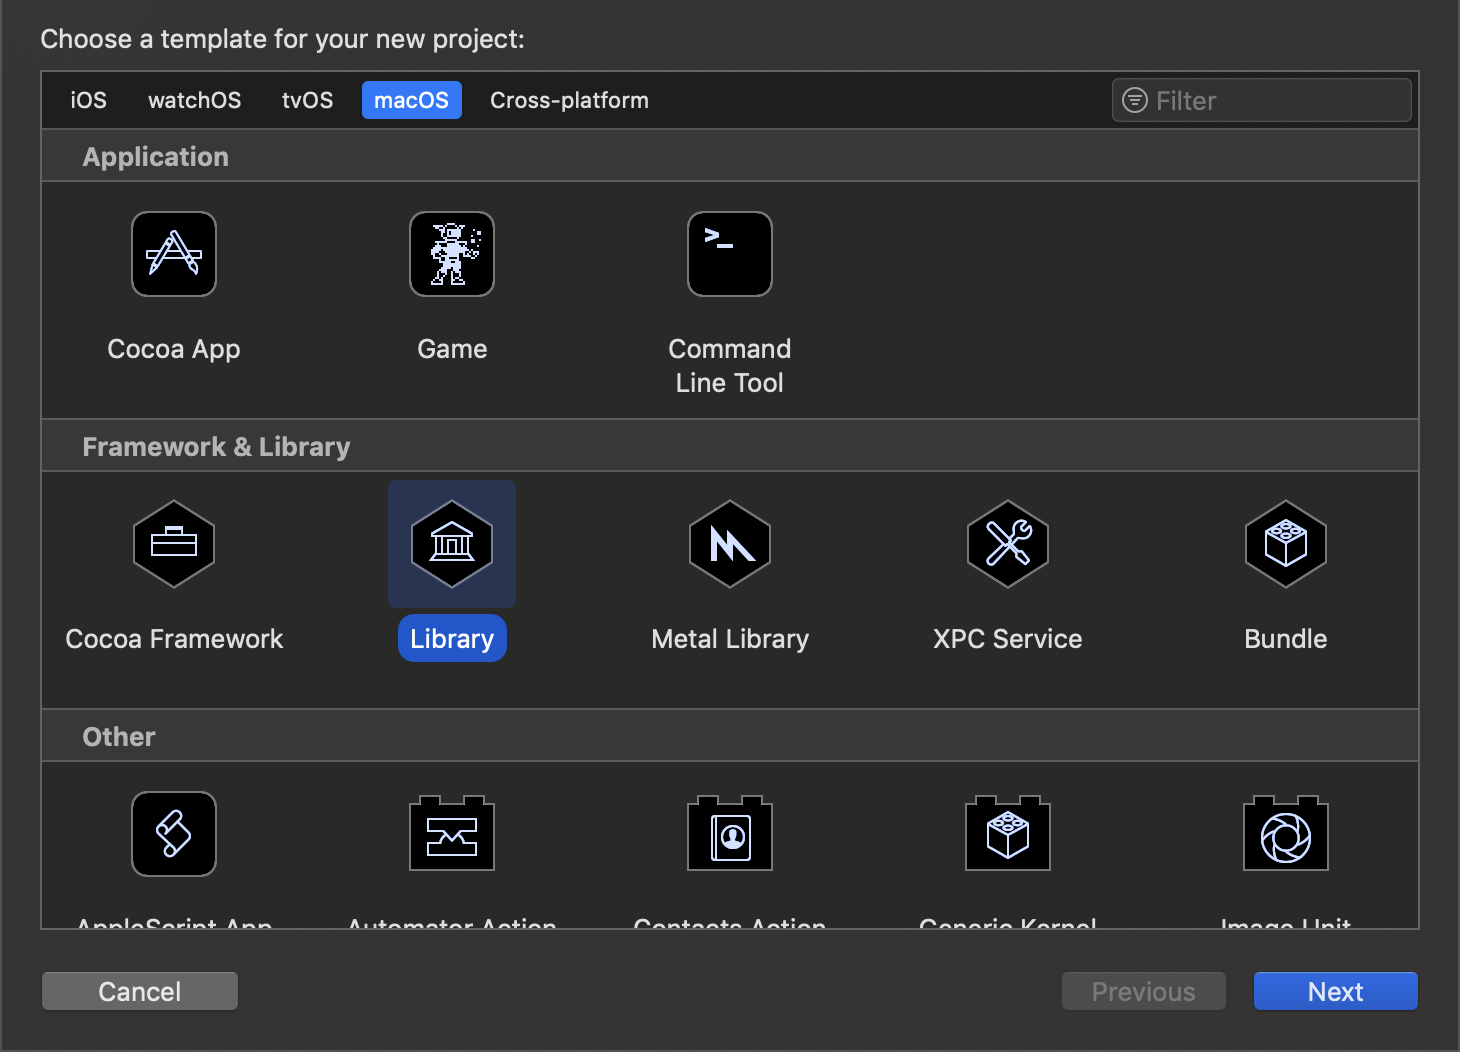 Choose a template for your new project:
iOS watchOS tvOS macOS Cross-platform Filter
Application
>_
Cocoa App Game Command
Line Tool
Framework & Library
Cocoa Framework Library Metal Library XPC Service Bundle
Other
AppleScript App Automator Action Contacts Action Generic Kernel Image Unit
Cancel Previous Next